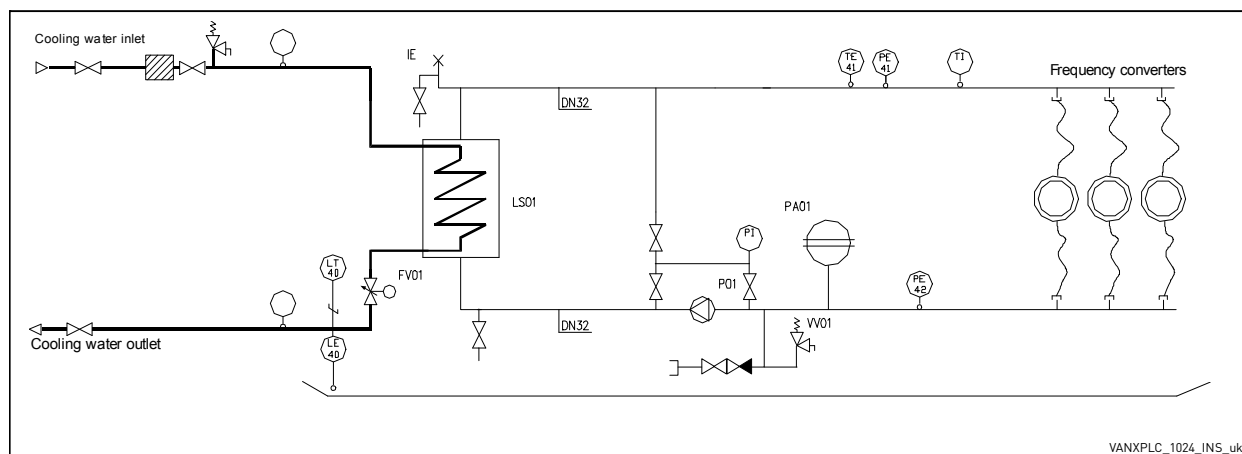 Cooling water inlet
IE
TE
41
PE
41
TI
Frequency converters
DN32
LS01
PA01
PI
LT
40
FV01
P01
PE
42
DN32
VV01
Cooling water outlet
LE
40
VANXPLC_1024_INS_uk